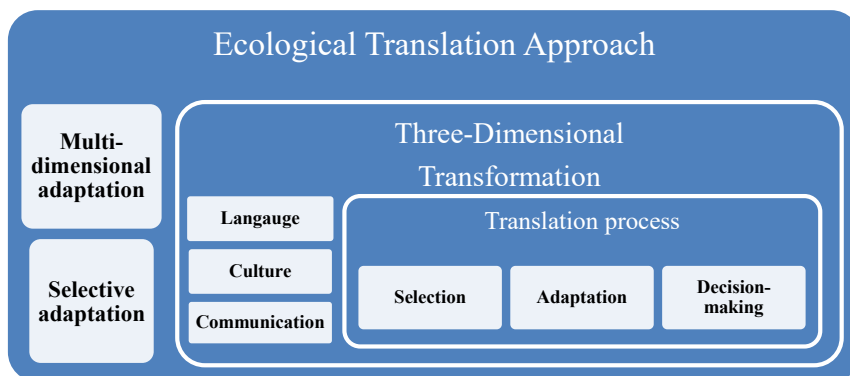 Ecological Translation Approach
Multi-
dimensional
adaptation
Selective
adaptation
Three-Dimensional
Transformation
Langauge
Culture
Communication
Translation process
Selection
Adaptation
Decision-
making